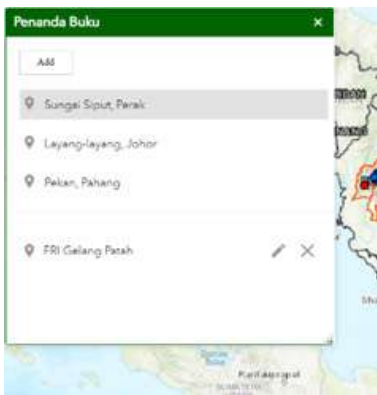 Penanda Buku
Add
Sungai Siput, Perak
Layang-layang, Johor
Pekan, Pahang
FRI Gelang Patah